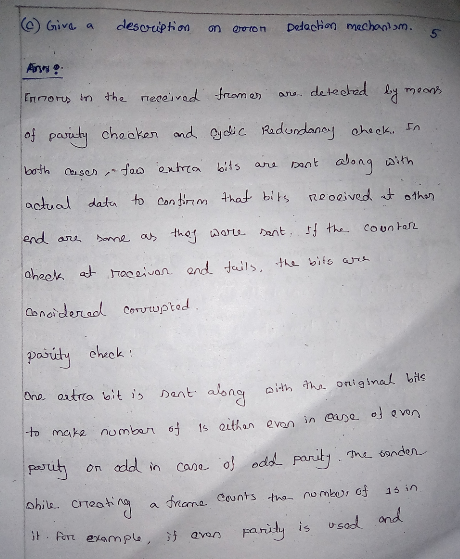 (c) Give a description on error Detection mechanism. 5
Ans :
Errors in the received frames are detected by means
of parity checker and Cyclic Redundancy check. In
both cases, few extra bits are sent along with
actual data to confirm that bits received at other
end are same as they were sent. If the counter
check at receiver end fails, the bits are
considered corrupted.
parity check :
One extra bit is sent along with the original bits
to make number of 1s either even in case of even
parity or odd in case of odd parity. The sender
while creating a frame counts the number of 1s in
it. For example, if even parity is used and